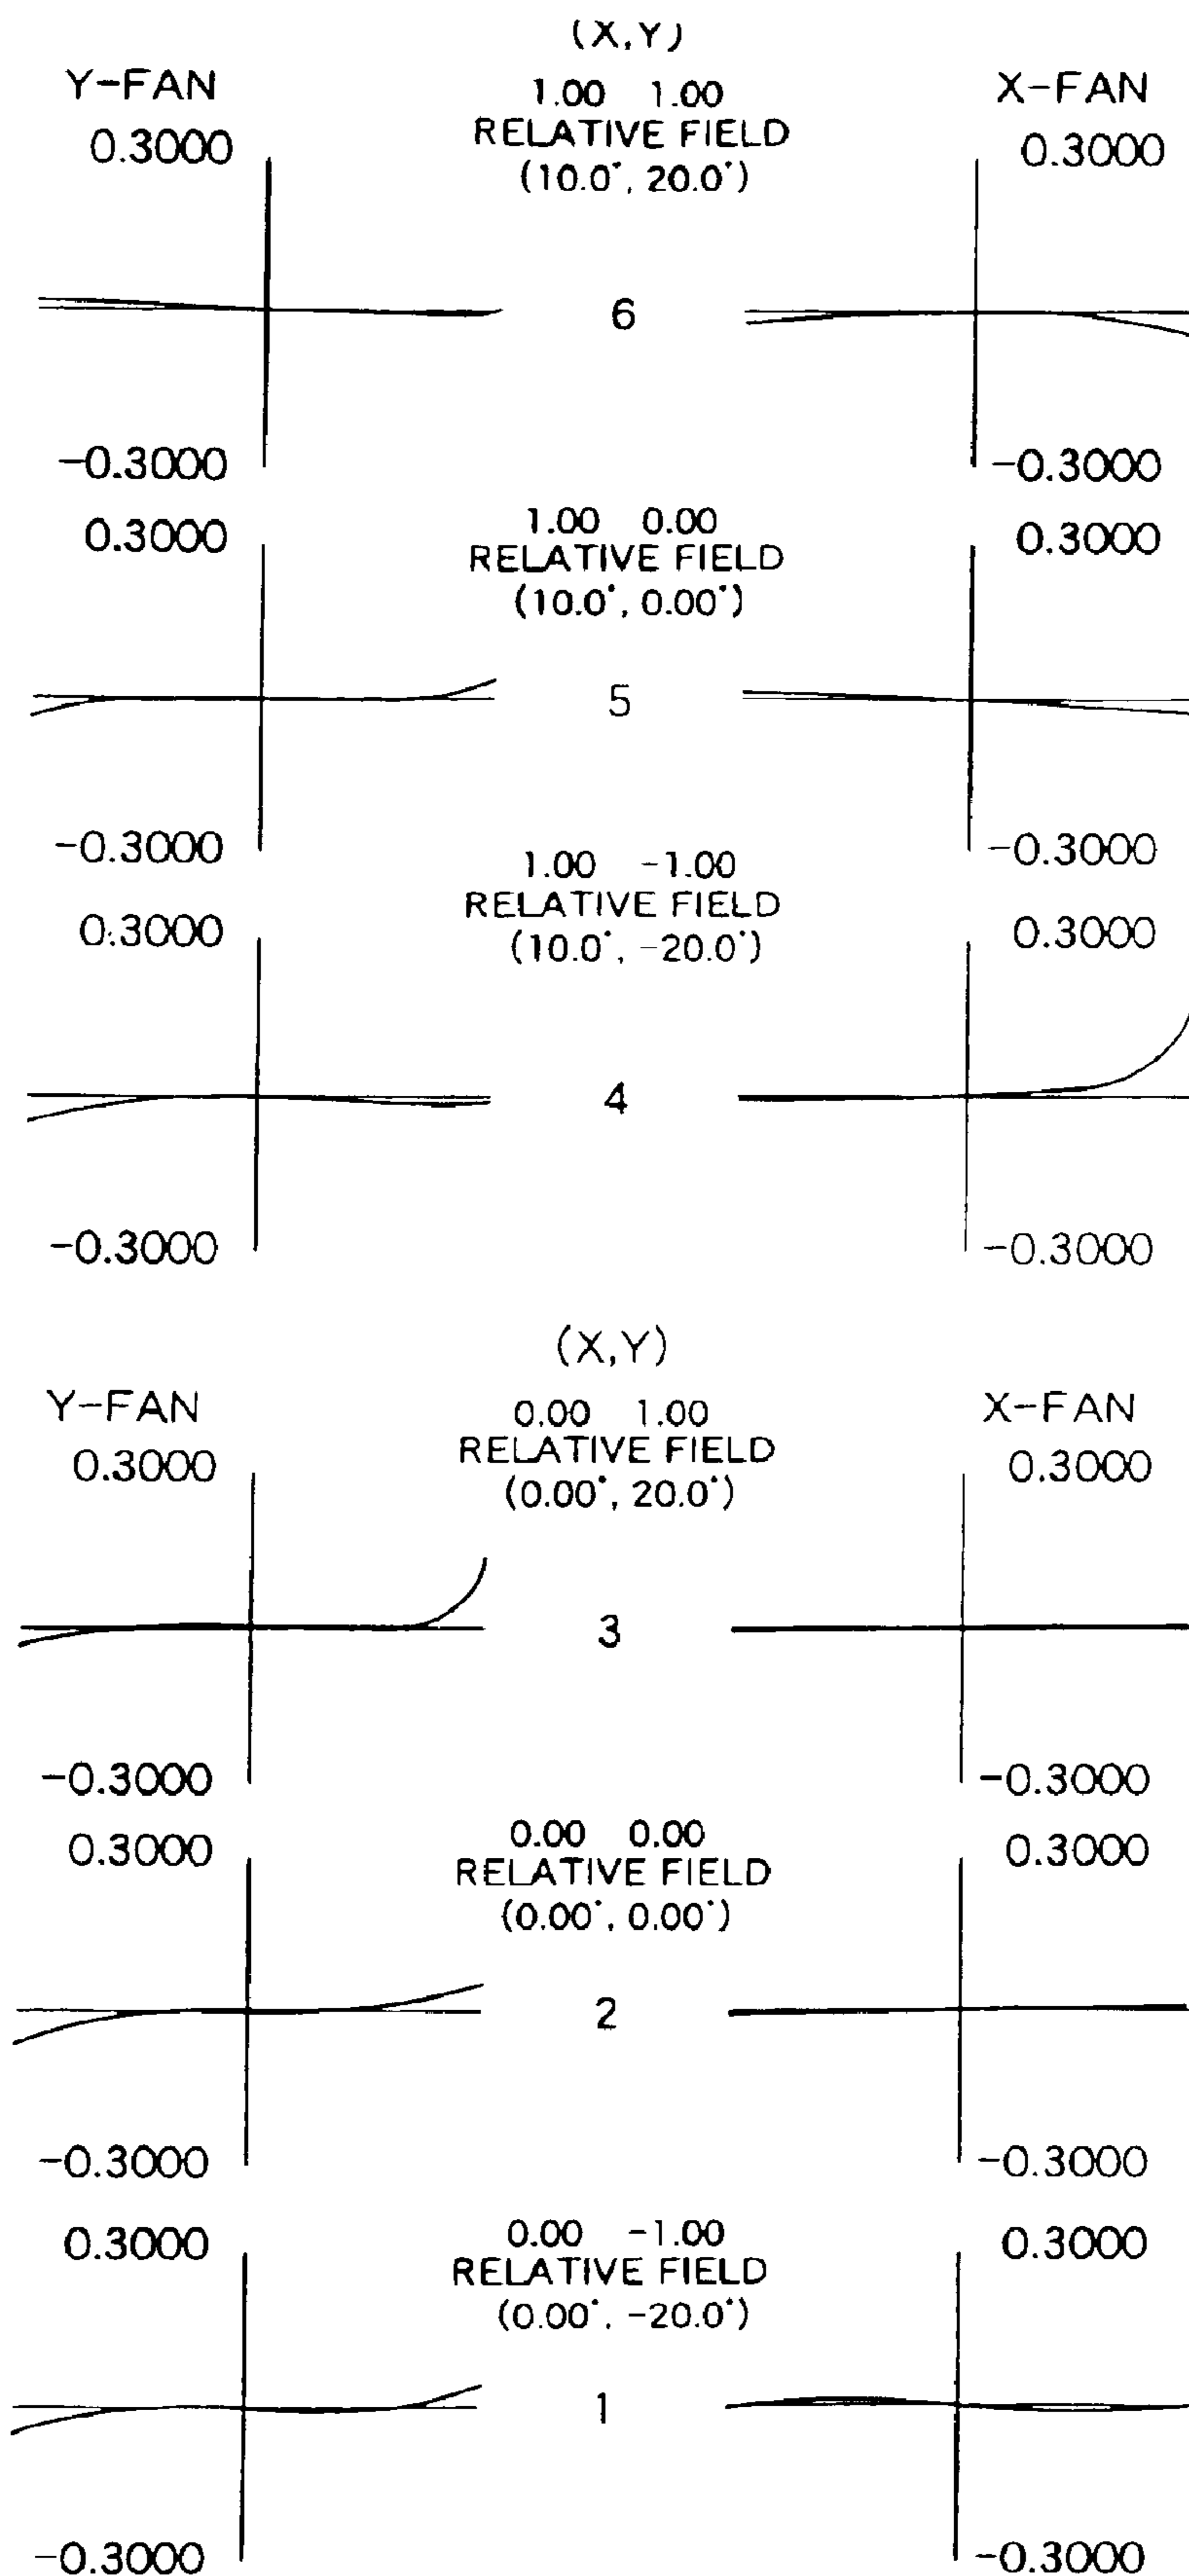 (X,Y)
Y-FAN 1.00 1.00 X-FAN
0.3000 RELATIVE FIELD 0.3000
(10.0°, 20.0°)
6
-0.3000 -0.3000
1.00 0.00
0.3000 RELATIVE FIELD 0.3000
(10.0°, 0.00°)
5
-0.3000 -0.3000
1.00 -1.00
RELATIVE FIELD
0.3000 (10.0°, -20.0°) 0.3000
4
-0.3000 -0.3000
(X,Y)
Y-FAN 0.00 1.00 X-FAN
0.3000 RELATIVE FIELD 0.3000
(0.00°, 20.0°)
3
-0.3000 -0.3000
0.00 0.00
0.3000 RELATIVE FIELD 0.3000
(0.00°, 0.00°)
2
-0.3000 -0.3000
0.00 -1.00
0.3000 RELATIVE FIELD 0.3000
(0.00°, -20.0°)
1
-0.3000 -0.3000